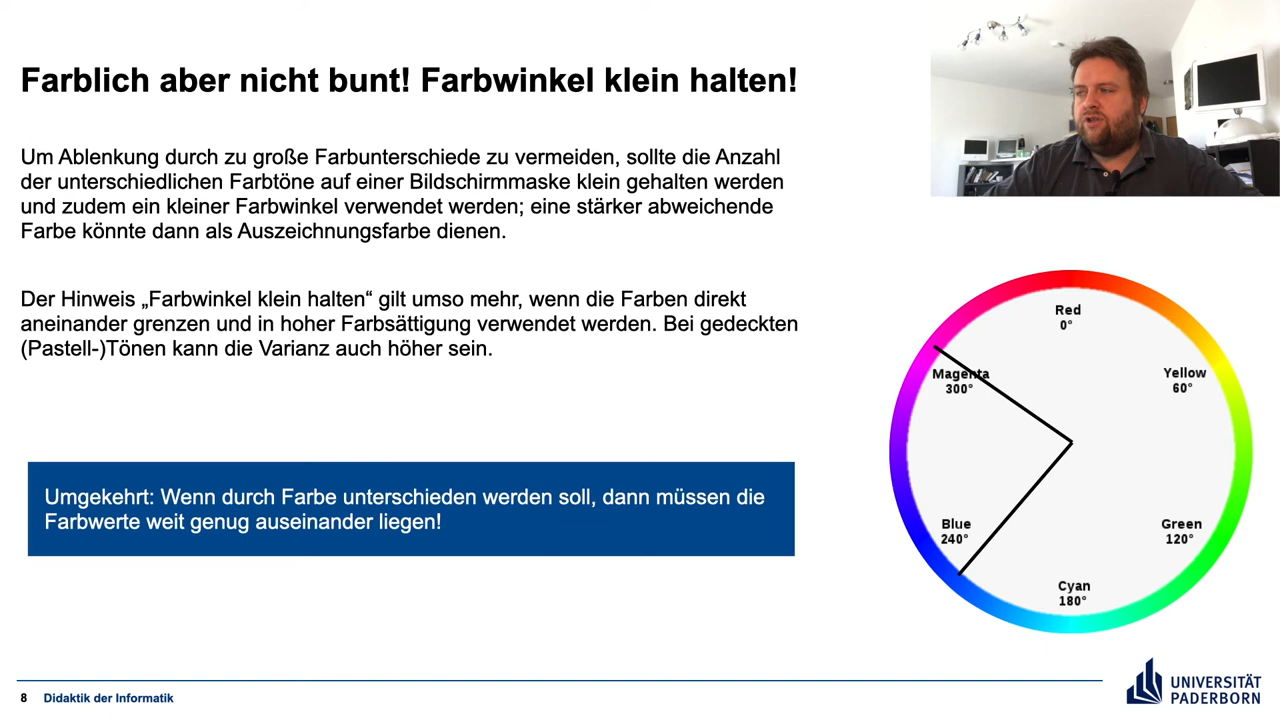 Farblich aber nicht bunt! Farbwinkel klein halten!
Um Ablenkung durch zu große Farbunterschiede zu vermeiden, sollte die Anzahl
der unterschiedlichen Farbtöne auf einer Bildschirmmaske klein gehalten werden
und zudem ein kleiner Farbwinkel verwendet werden; eine stärker abweichende
Farbe könnte dann als Auszeichnungsfarbe dienen.
Der Hinweis „Farbwinkel klein halten“ gilt umso mehr, wenn die Farben direkt
aneinander grenzen und in hoher Farbsättigung verwendet werden. Bei gedeckten
(Pastell-)Tönen kann die Varianz auch höher sein.
Umgekehrt: Wenn durch Farbe unterschieden werden soll, dann müssen die
Farbwerte weit genug auseinander liegen!
Red
0°
Yellow
60°
Green
120°
Cyan
180°
Blue
240°
Magenta
300°
8 Didaktik der Informatik
UNIVERSITÄT
PADERBORN